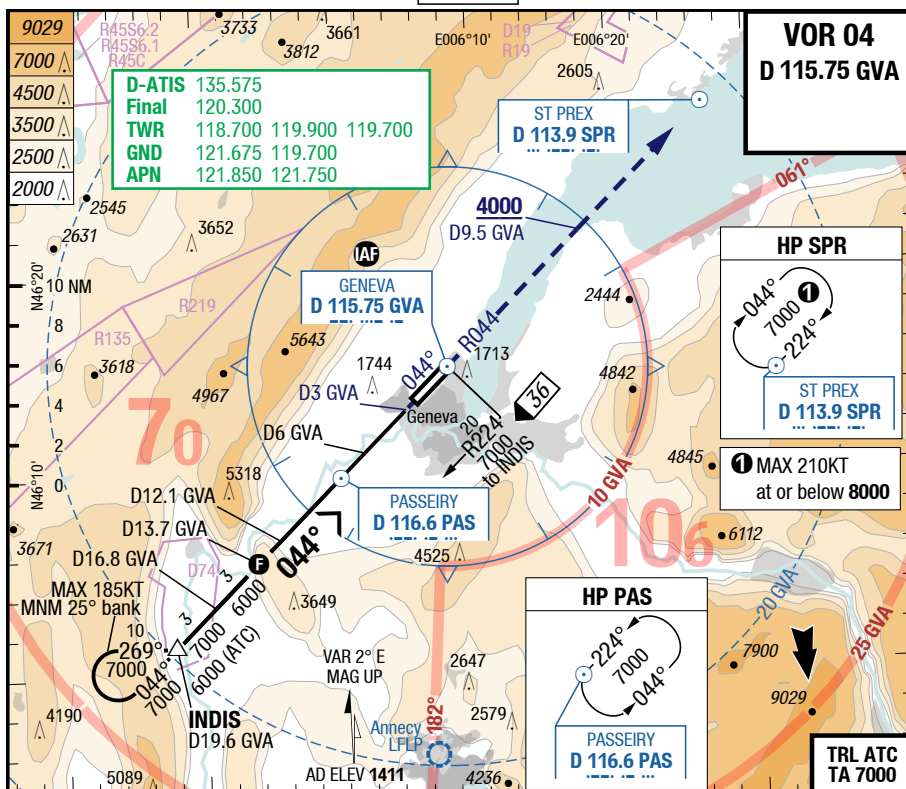 9029
7000
4500
3500
2500
2000
R45S6.2
R45S6.1
R45C
3733
3812
3661
E006°10'
D19
R19
E006°20'
2605
VOR 04
D 115.75 GVA
D-ATIS 135.575
Final 120.300
TWR 118.700 119.900 119.700
GND 121.675 119.700
APN 121.850 121.750
ST PREX
D 113.9 SPR
061°
2545
2631
3652
4000
D9.5 GVA
IAF
GENEVA
D 115.75 GVA
HP SPR
044°
7000 1
224°
ST PREX
D 113.9 SPR
1 MAX 210KT
at or below 8000
N46°20'
10 NM
8
6
4
2
0
N46°10'
R219
R135
3618
5643
4967
1744
1713
2444
4842
4845
6112
R044
044°
D3 GVA
Geneva
36
20
R224
7000
to INDIS
D6 GVA
70
5318
D12.1 GVA
D13.7 GVA
D16.8 GVA
PASSEIRY
D 116.6 PAS
10 GVA
106
4525
3671
D74
F
044°
MAX 185KT
MNM 25° bank
3
3
6000
7000
6000 (ATC)
10
269°
7000
044°
7000
3649
INDIS
D19.6 GVA
4190
5089
VAR 2° E
MAG UP
AD ELEV 1411
182°
2647
2579
Annecy
LFLP
4236
HP PAS
224°
7000
044°
PASSEIRY
D 116.6 PAS
20 GVA
25 GVA
7900
9029
TRL ATC
TA 7000